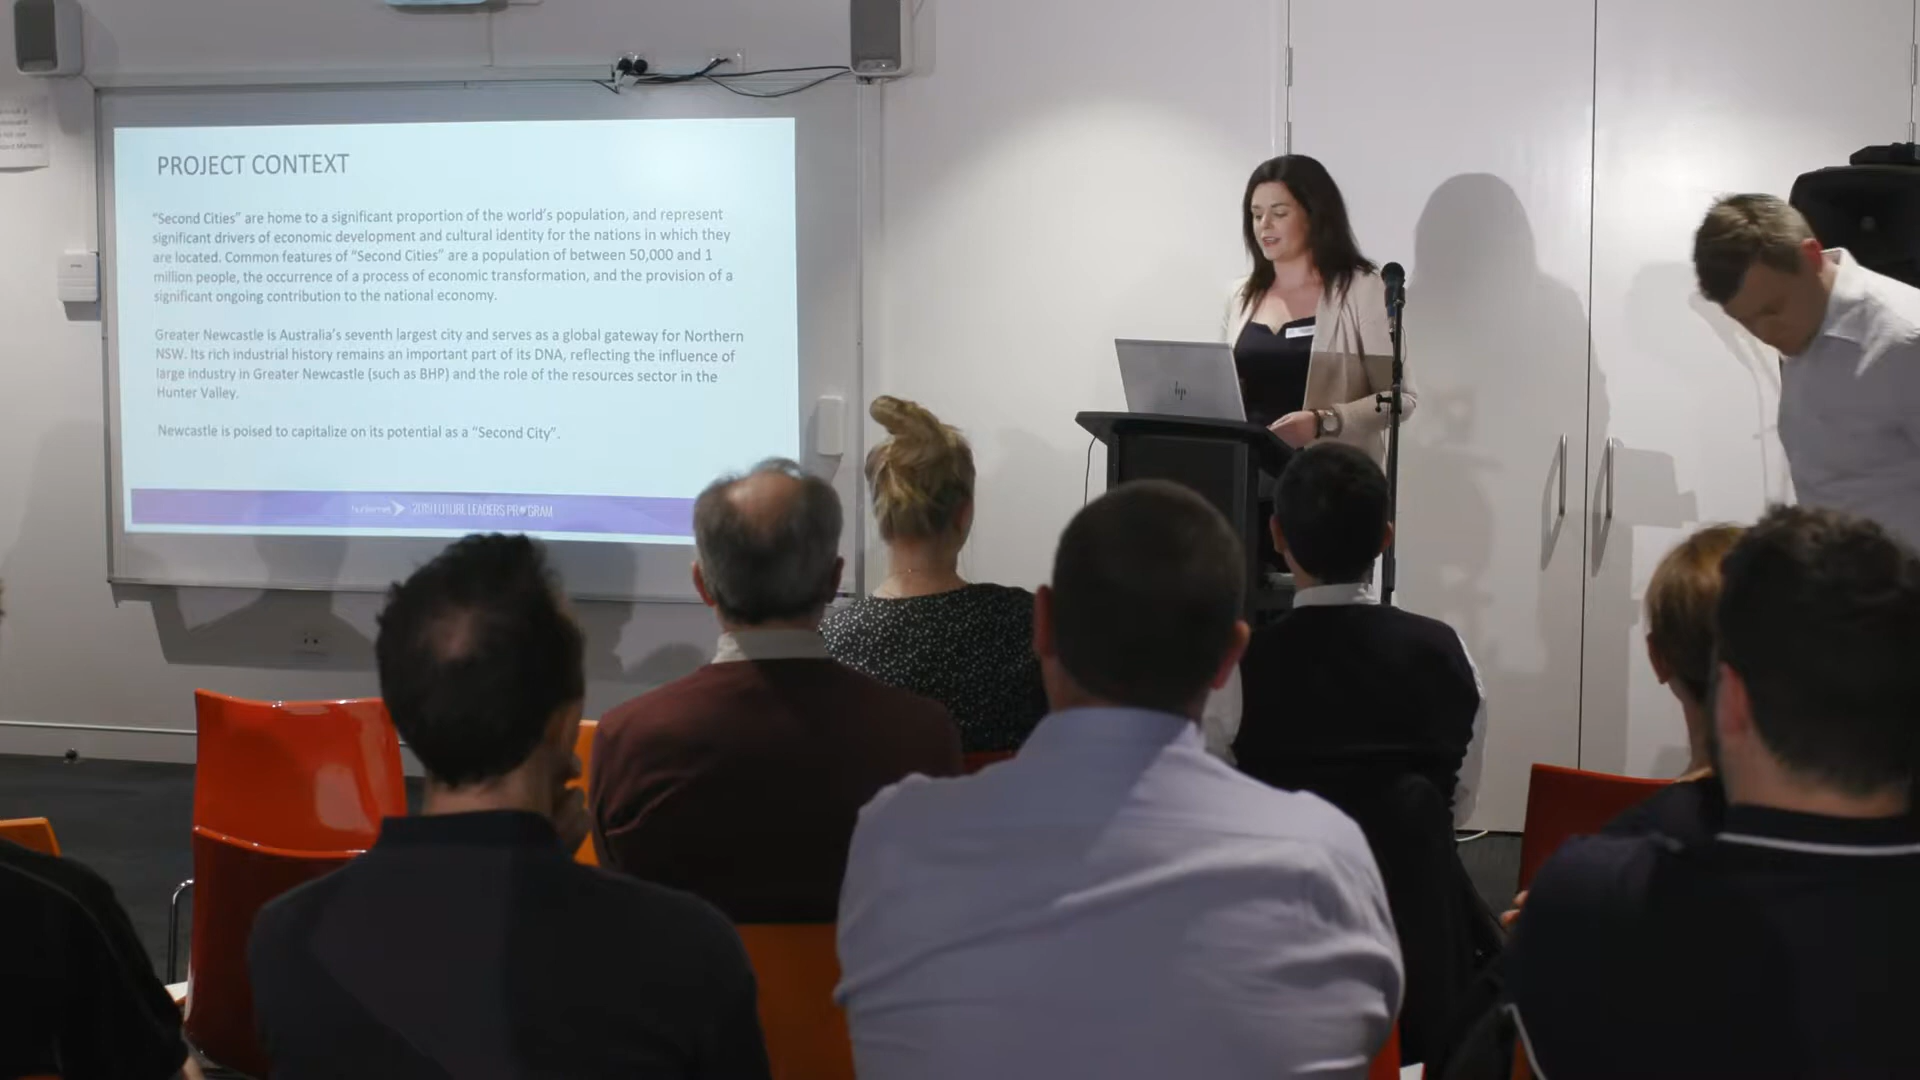 PROJECT CONTEXT
“Second Cities” are home to a significant proportion of the world’s population, and represent
significant drivers of economic development and cultural identity for the nations in which they
are located. Common features of “Second Cities” are a population of between 50,000 and 1
million people, the occurrence of a process of economic transformation, and the provision of a
significant ongoing contribution to the national economy.
Greater Newcastle is Australia’s seventh largest city and serves as a global gateway for Northern
NSW. Its rich industrial history remains an important part of its DNA, reflecting the influence of
large industry in Greater Newcastle (such as BHP) and the role of the resources sector in the
Hunter Valley.
Newcastle is poised to capitalize on its potential as a “Second City”.
hunternet 2019 FUTURE LEADERS PROGRAM
hp